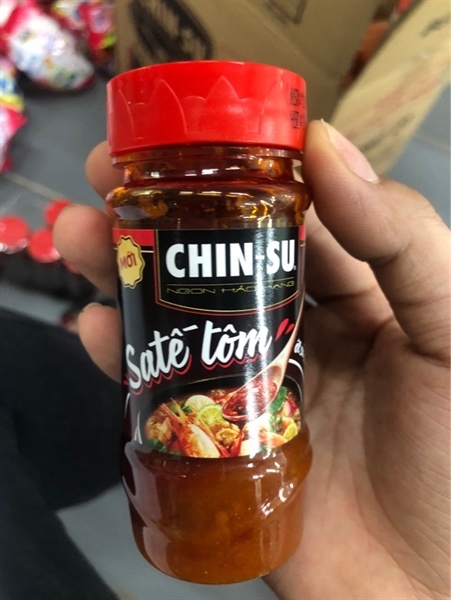 MỚI
CHIN-SU
NGON HẢO HẠNG
Satế tôm